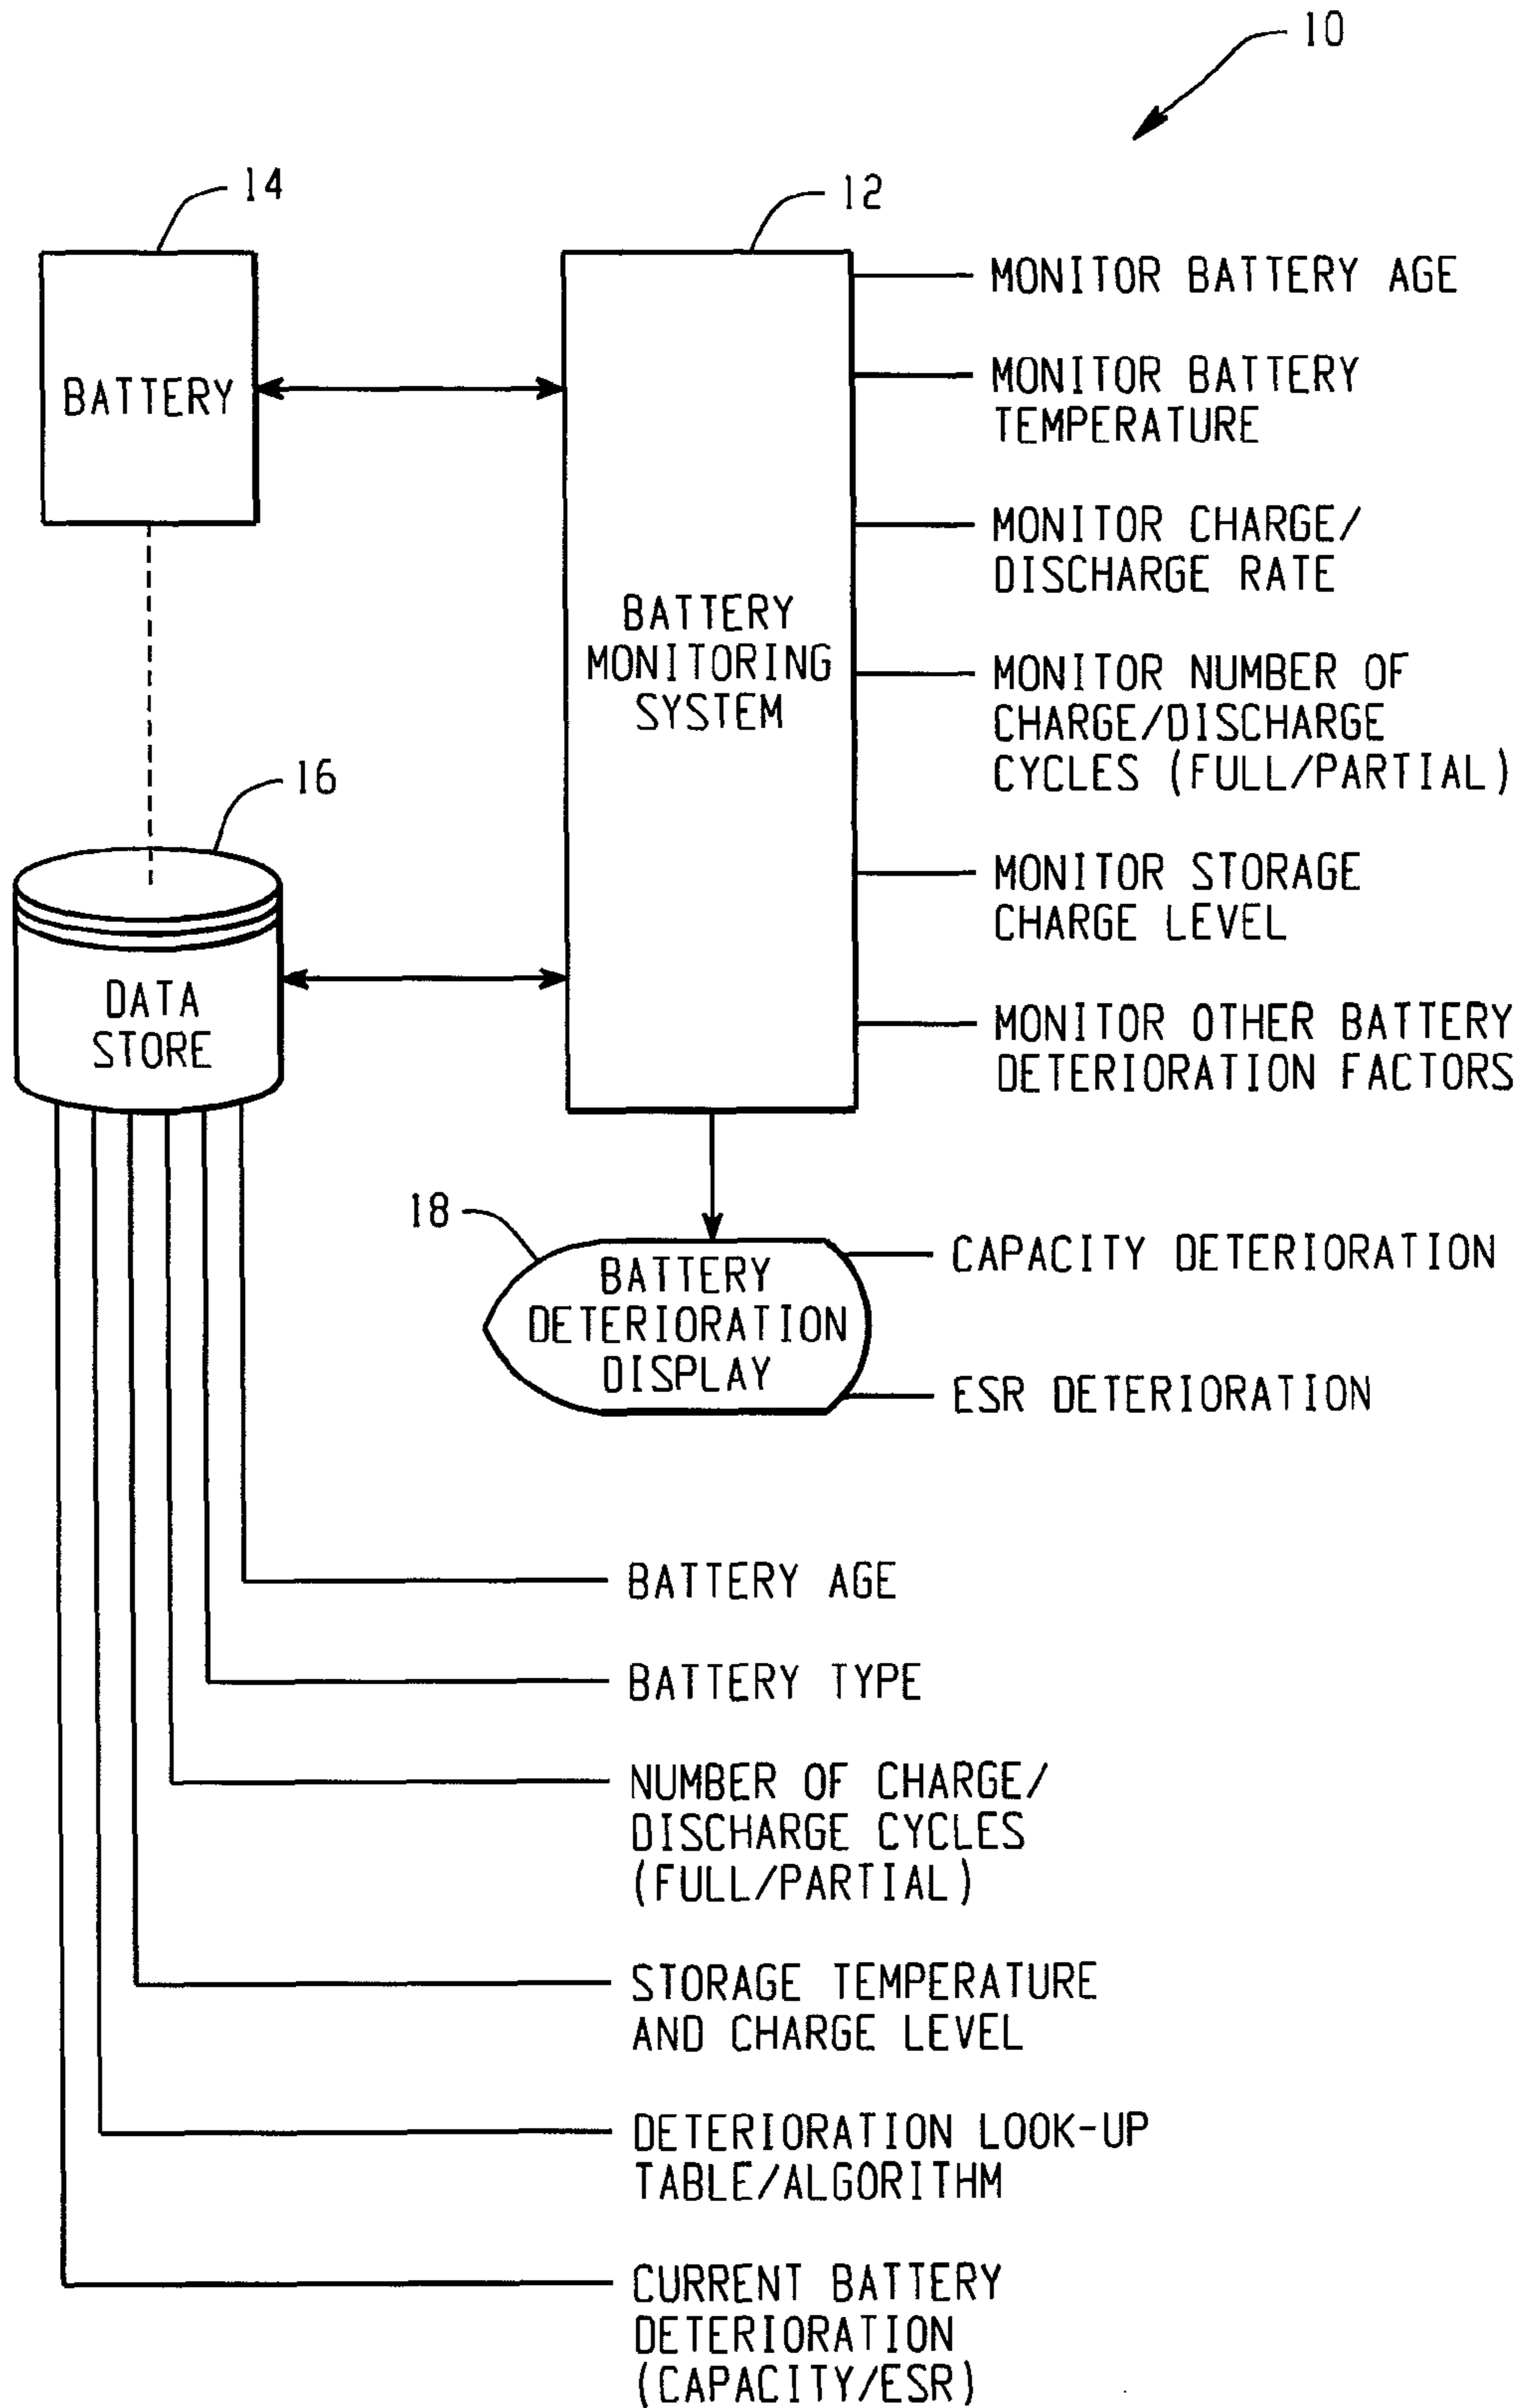 10
14
12
BATTERY
BATTERY
MONITORING
SYSTEM
MONITOR BATTERY AGE
MONITOR BATTERY
TEMPERATURE
MONITOR CHARGE/
DISCHARGE RATE
MONITOR NUMBER OF
CHARGE/DISCHARGE
CYCLES (FULL/PARTIAL)
MONITOR STORAGE
CHARGE LEVEL
MONITOR OTHER BATTERY
DETERIORATION FACTORS
16
DATA
STORE
18
BATTERY
DETERIORATION
DISPLAY
CAPACITY DETERIORATION
ESR DETERIORATION
BATTERY AGE
BATTERY TYPE
NUMBER OF CHARGE/
DISCHARGE CYCLES
(FULL/PARTIAL)
STORAGE TEMPERATURE
AND CHARGE LEVEL
DETERIORATION LOOK-UP
TABLE/ALGORITHM
CURRENT BATTERY
DETERIORATION
(CAPACITY/ESR)